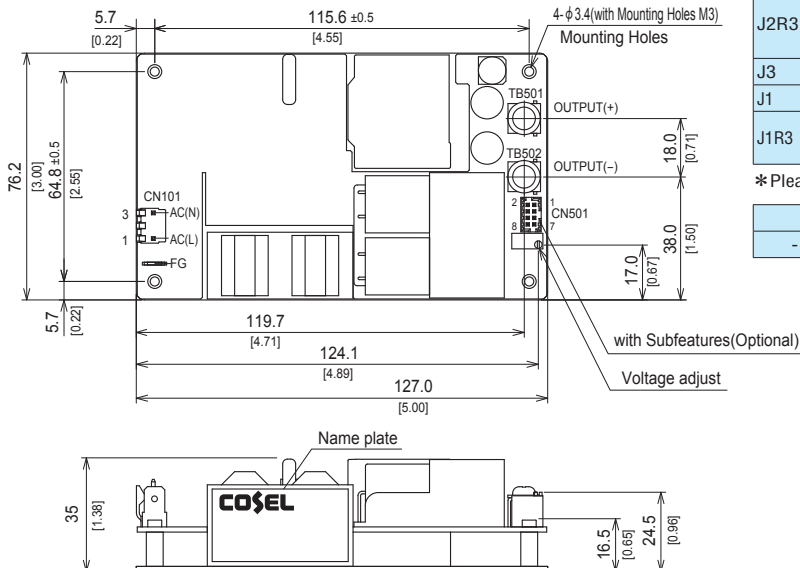 5.7
[0.22]
115.6 ±0.5
[4.55]
4-φ3.4(with Mounting Holes M3)
Mounting Holes
J2R3
J3
J1
J1R3
*Plea
-
76.2
[3.00]
64.8 ±0.5
[2.55]
5.7
[0.22]
CN101
3
AC(N)
1
AC(L)
FG
TB501
OUTPUT(+)
TB502
OUTPUT(−)
2
1
CN501
8
7
18.0
[0.71]
38.0
[1.50]
17.0
[0.67]
119.7
[4.71]
124.1
[4.89]
127.0
[5.00]
with Subfeatures(Optional)
Voltage adjust
Name plate
COSEL
35
[1.38]
16.5
[0.65]
24.5
[0.96]